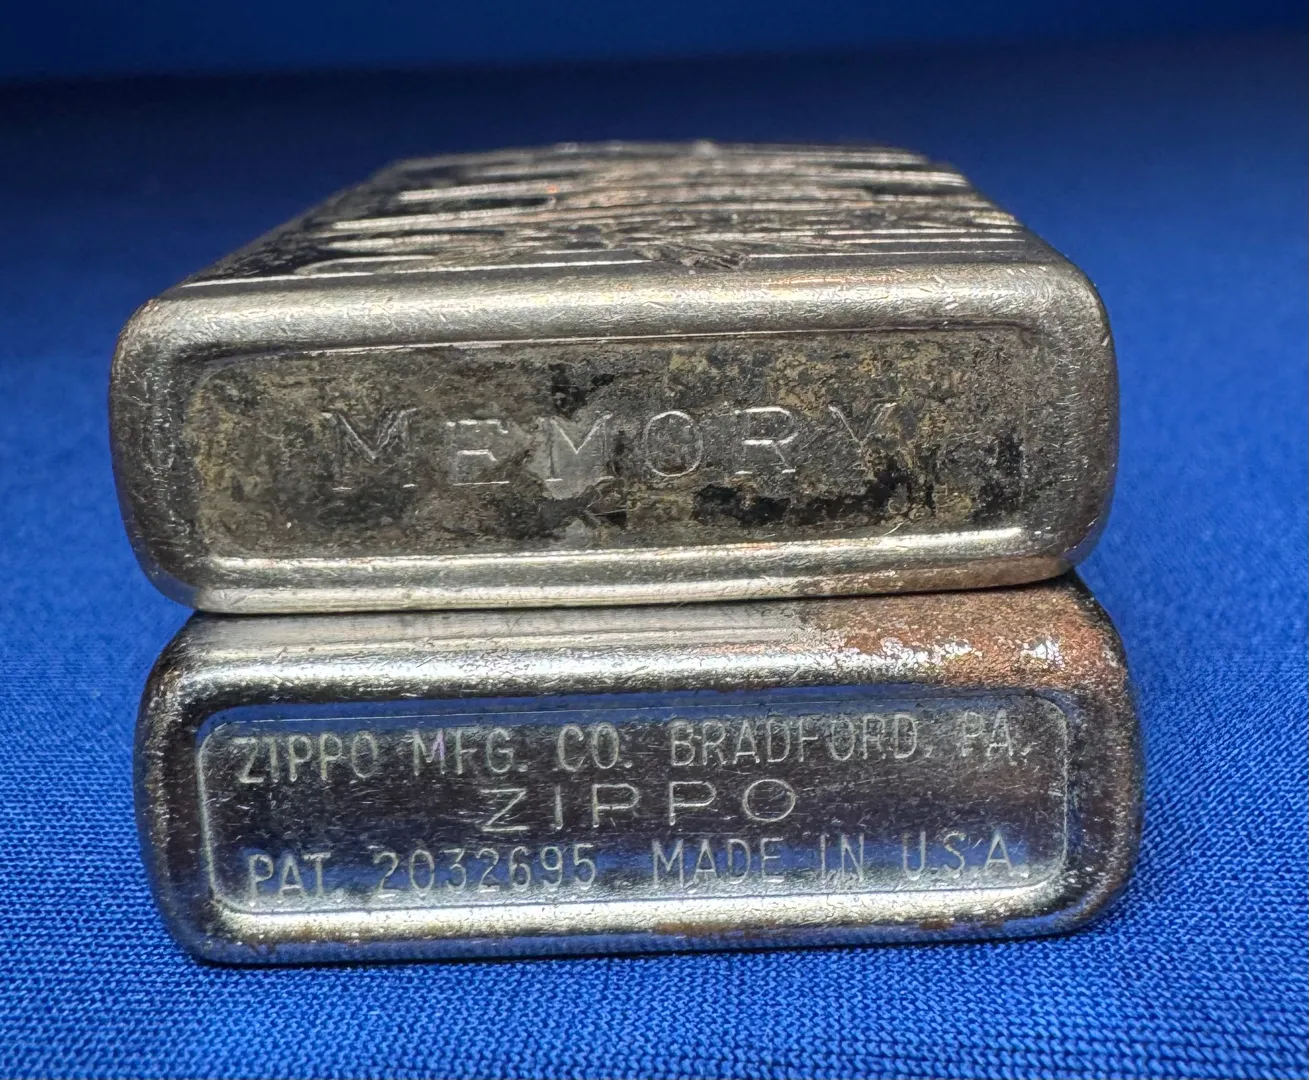 MEMORY
ZIPPO MFG. CO. BRADFORD, PA.
ZIPPO
PAT. 2032695 MADE IN U.S.A.